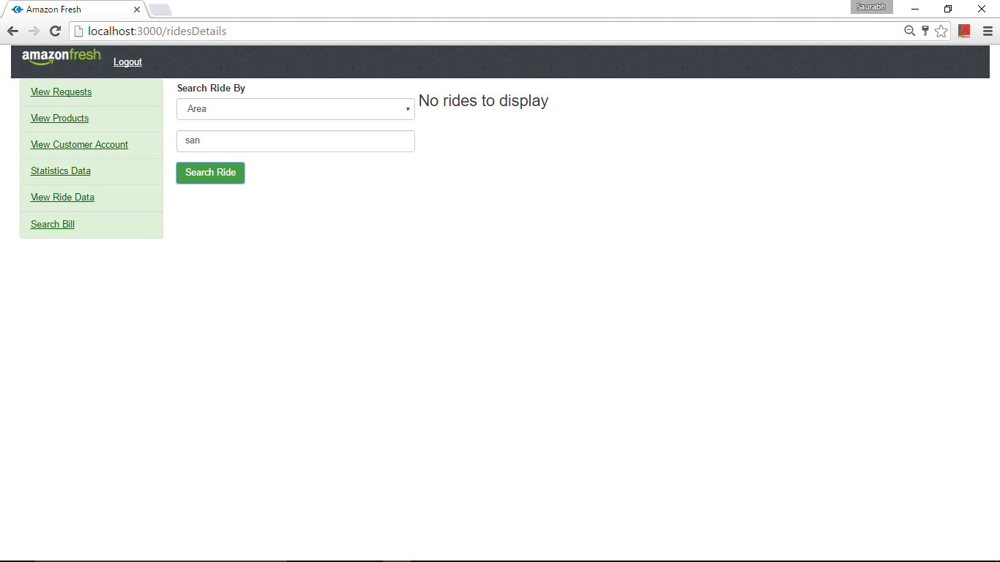 Amazon Fresh
Saurabh
localhost:3000/ridesDetails
amazonfresh
Logout
View Requests
View Products
View Customer Account
Statistics Data
View Ride Data
Search Bill
Search Ride By
Area
san
Search Ride
No rides to display